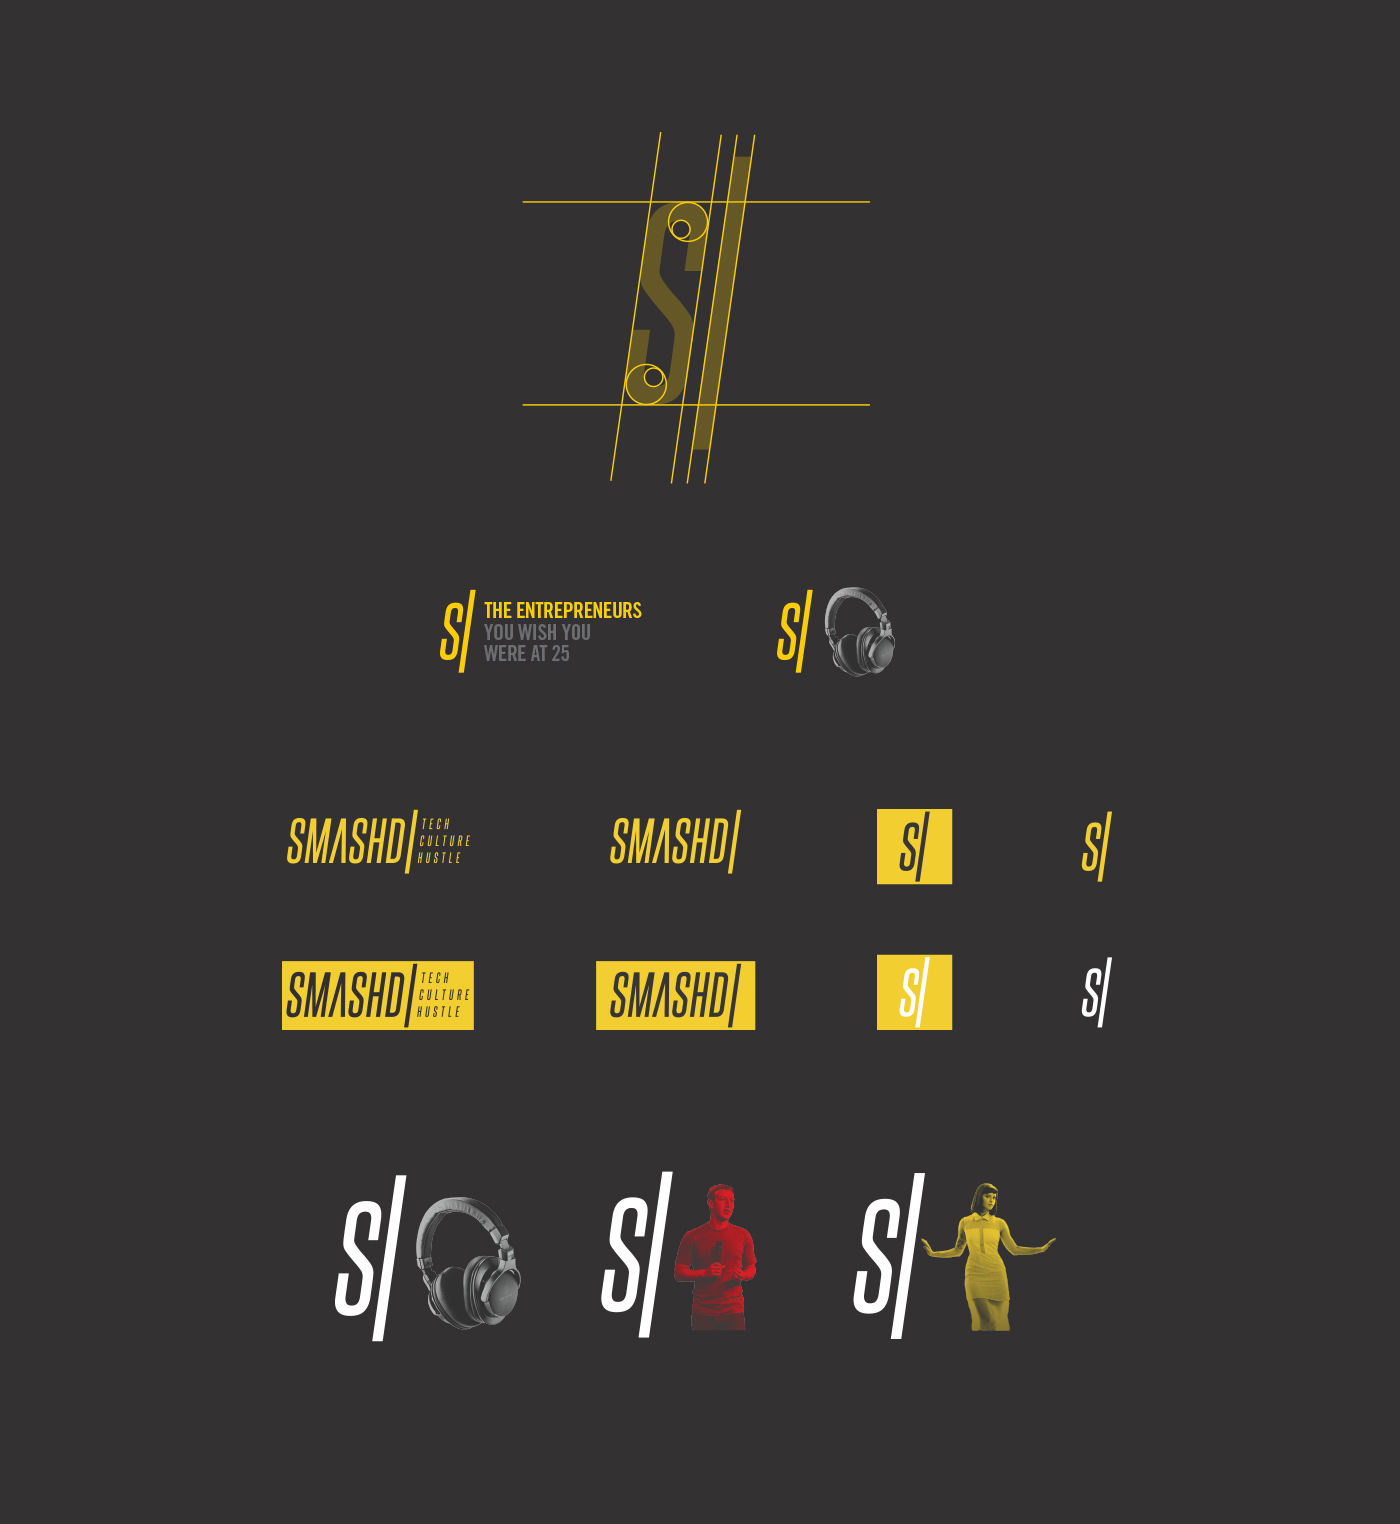 S/
S/ THE ENTREPRENEURS
YOU WISH YOU
WERE AT 25
S/
SMASHD/ TECH
CULTURE
HUSTLE
SMASHD/
S/
S/
SMASHD/ TECH
CULTURE
HUSTLE
SMASHD/
S/
S/
S/
S/
S/